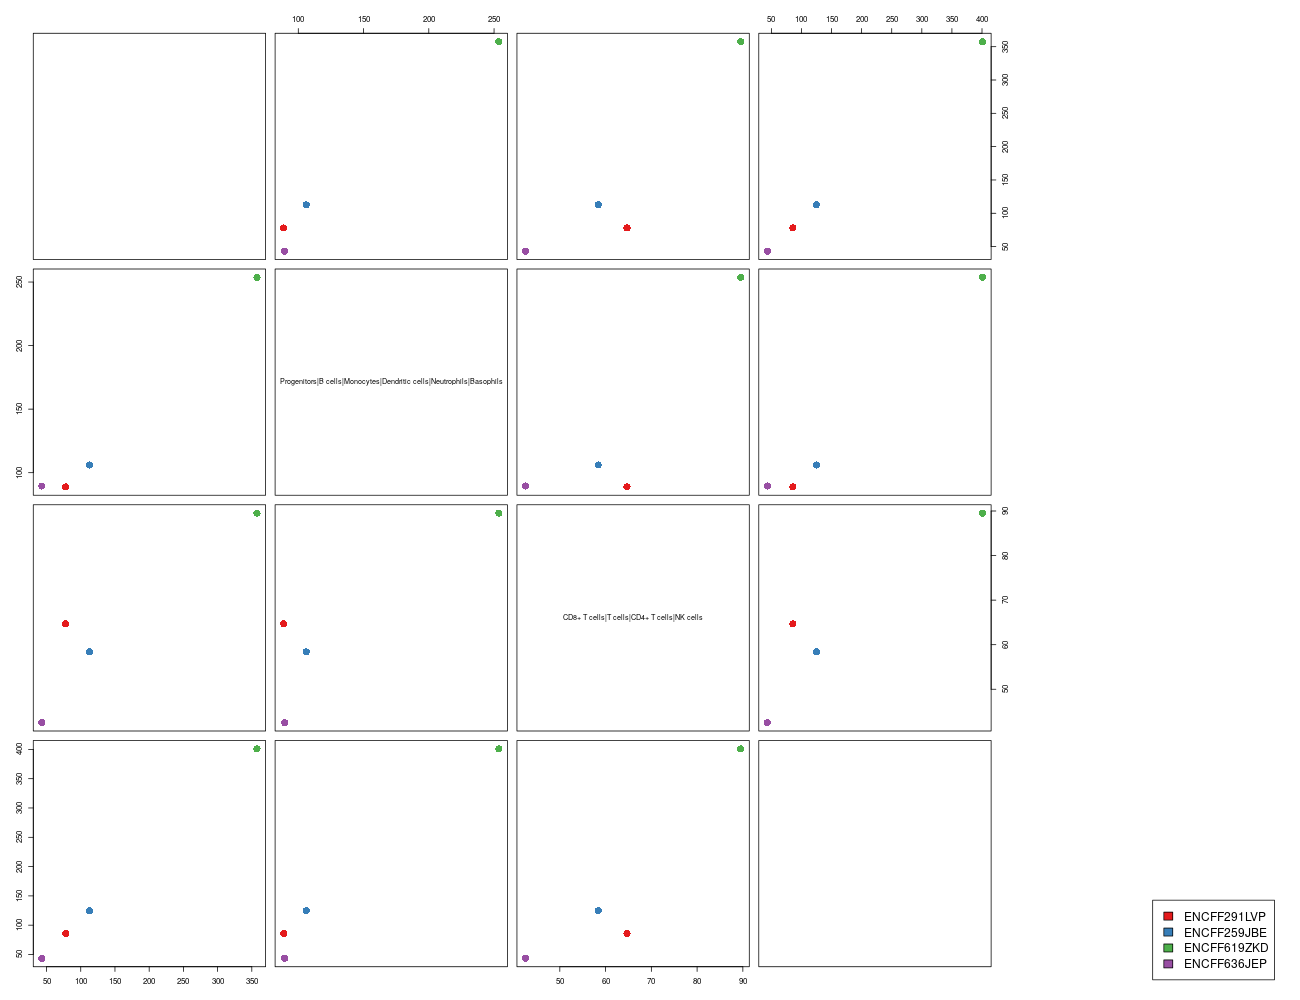 100 150 200 250
50 100 150 200 250 300 350 400
50 100 150 200 250 300 350
100 150 200 250
Progenitors|B cells|Monocytes|Dendritic cells|Neutrophils|Basophils
CD8+ T cells|T cells|CD4+ T cells|NK cells
50 60 70 80 90
50 100 150 200 250 300 350 400
50 100 150 200 250 300 350
50 60 70 80 90
ENCFF291LVP
ENCFF259JBE
ENCFF619ZKD
ENCFF636JEP